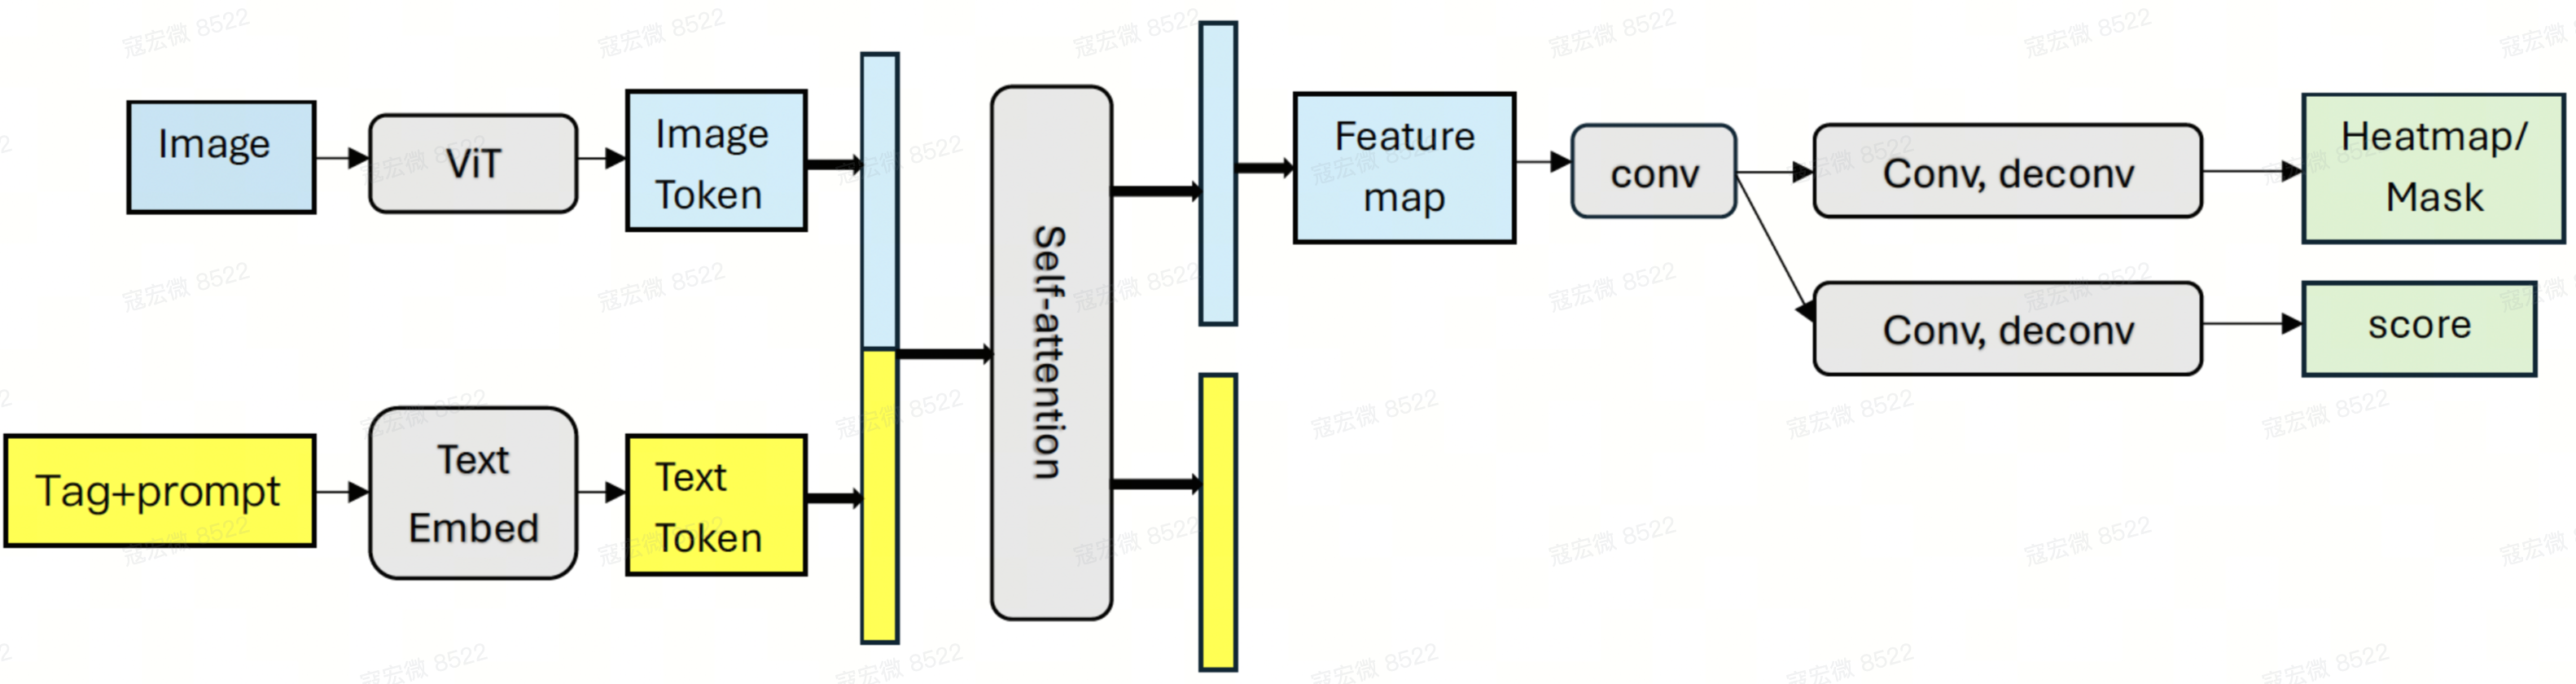 Image
ViT
Image
Token
Feature
map
conv
Conv, deconv
Heatmap/
Mask
Self-attention
Conv, deconv
score
Tag+prompt
Text
Embed
Text
Token
寇宏微 8522